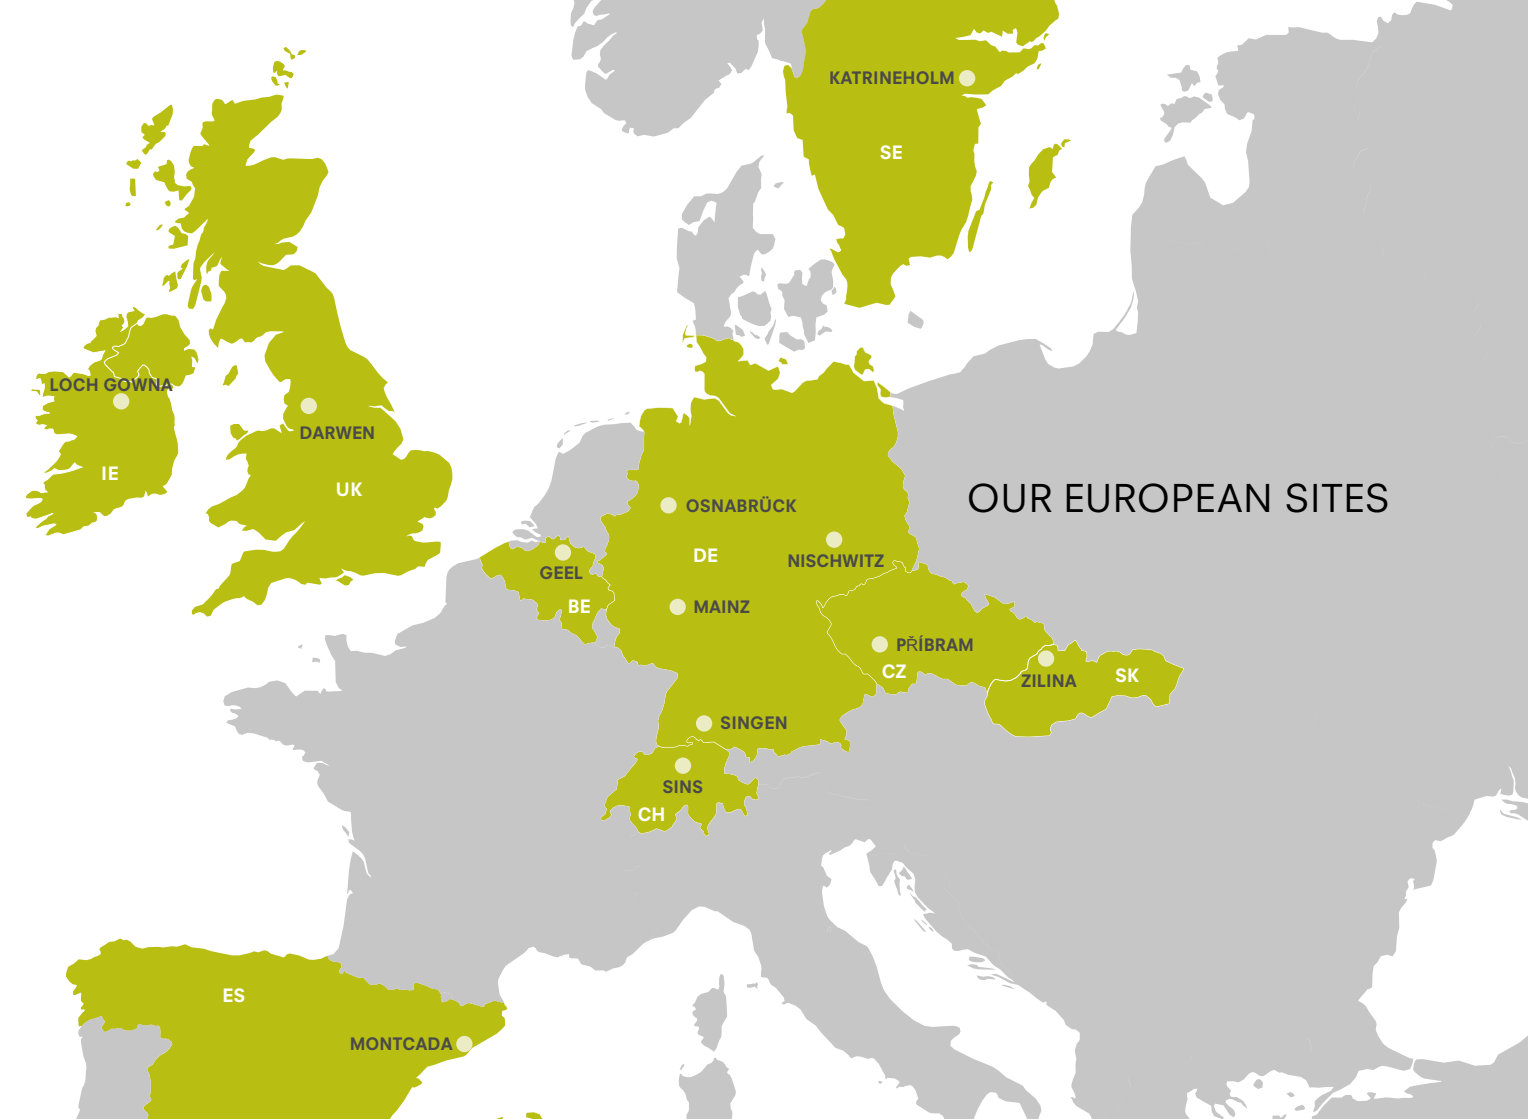 KATRINEHOLM
SE
LOCH GOWNA
DARWEN
IE
UK
OUR EUROPEAN SITES
OSNABRÜCK
DE
NISCHWITZ
GEEL
BE
MAINZ
PŘÍBRAM
CZ
ZILINA
SK
SINGEN
SINS
CH
ES
MONTCADA